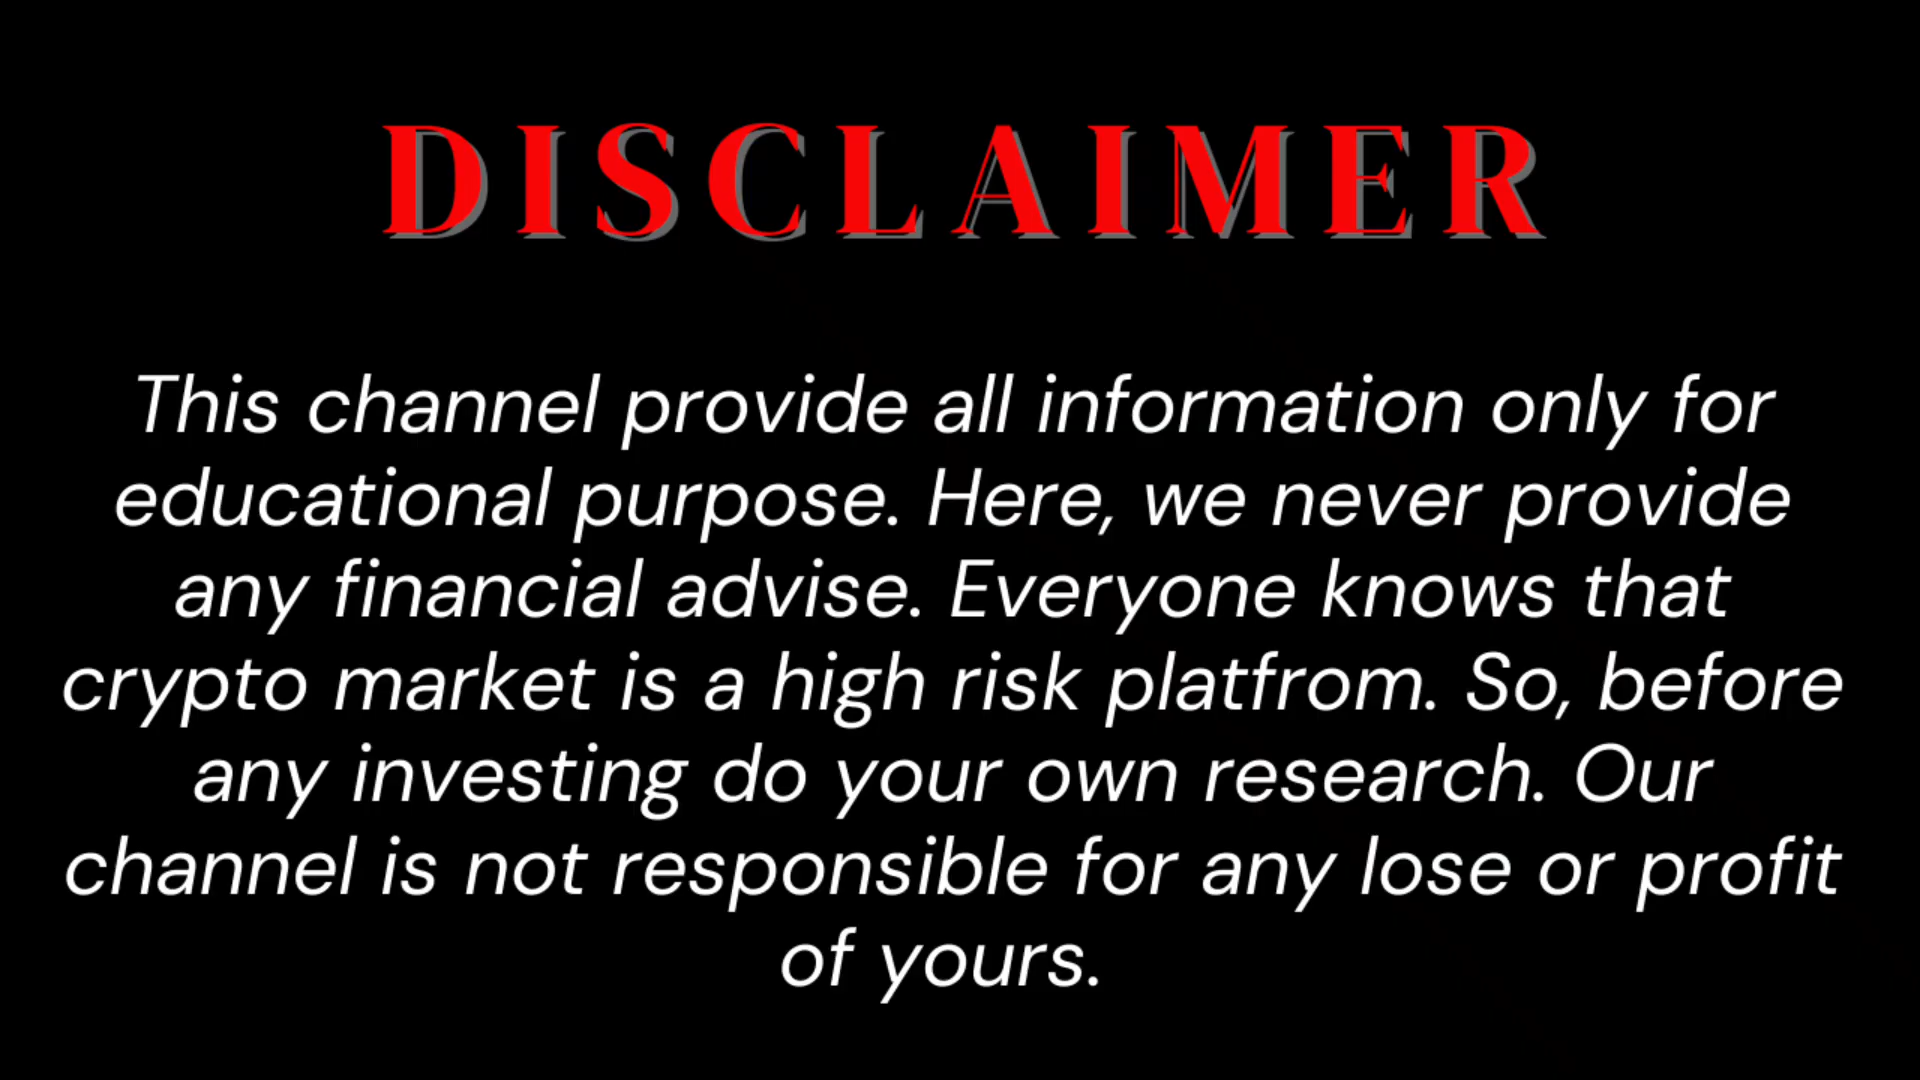 DISCLAIMER
This channel provide all information only for
educational purpose. Here, we never provide
any financial advise. Everyone knows that
crypto market is a high risk platfrom. So, before
any investing do your own research. Our
channel is not responsible for any lose or profit
of yours.